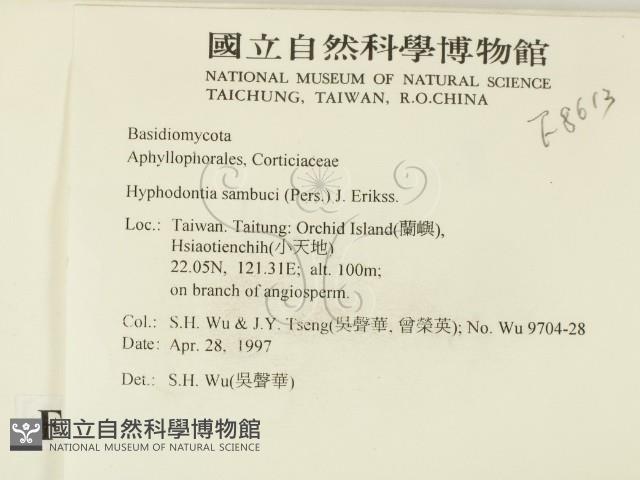 國立自然科學博物館
NATIONAL MUSEUM OF NATURAL SCIENCE
TAICHUNG, TAIWAN, R.O.CHINA
F8613
Basidiomycota
Aphyllophorales, Corticiaceae
Hyphodontia sambuci (Pers.) J. Erikss.
Loc.: Taiwan. Taitung: Orchid Island(蘭嶼),
Hsiaotienchih(小天地)
22.05N, 121.31E; alt. 100m;
on branch of angiosperm.
Col.: S.H. Wu & J.Y. Tseng(吳聲華, 曾榮英); No. Wu 9704-28
Date: Apr. 28, 1997
Det.: S.H. Wu(吳聲華)
F
國立自然科學博物館
NATIONAL MUSEUM OF NATURAL SCIENCE